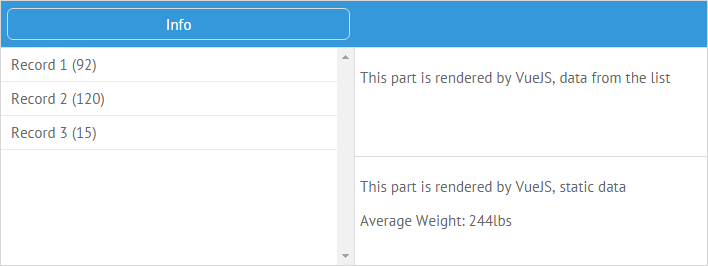 Info
Record 1 (92)
Record 2 (120)
Record 3 (15)
This part is rendered by VueJS, data from the list
This part is rendered by VueJS, static data
Average Weight: 244lbs